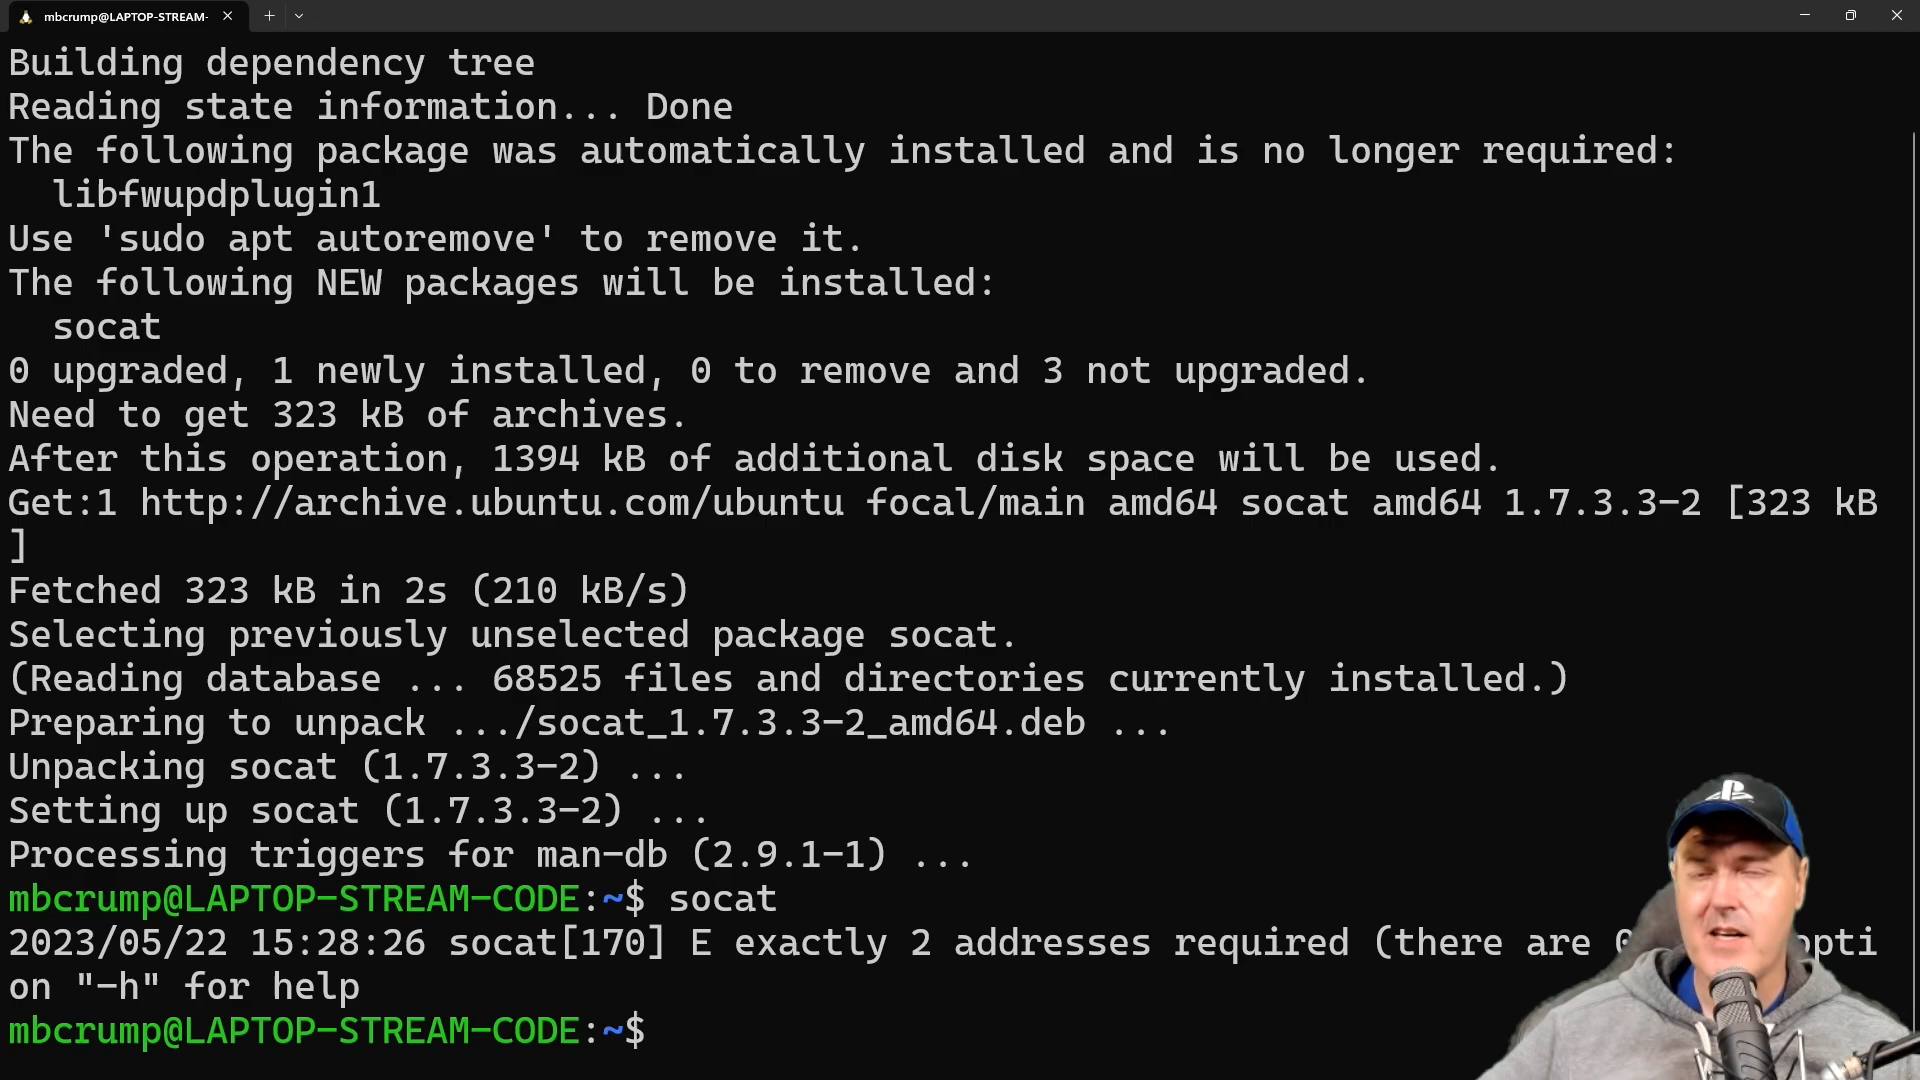 mbcrump@LAPTOP-STREAM-
Building dependency tree
Reading state information... Done
The following package was automatically installed and is no longer required:
libfwupdplugin1
Use 'sudo apt autoremove' to remove it.
The following NEW packages will be installed:
socat
0 upgraded, 1 newly installed, 0 to remove and 3 not upgraded.
Need to get 323 kB of archives.
After this operation, 1394 kB of additional disk space will be used.
Get:1 http://archive.ubuntu.com/ubuntu focal/main amd64 socat amd64 1.7.3.3-2 [323 kB
]
Fetched 323 kB in 2s (210 kB/s)
Selecting previously unselected package socat.
(Reading database ... 68525 files and directories currently installed.)
Preparing to unpack .../socat_1.7.3.3-2_amd64.deb ...
Unpacking socat (1.7.3.3-2) ...
Setting up socat (1.7.3.3-2) ...
Processing triggers for man-db (2.9.1-1) ...
mbcrump@LAPTOP-STREAM-CODE:~$ socat
2023/05/22 15:28:26 socat[170] E exactly 2 addresses required (there are opti
on "-h" for help
mbcrump@LAPTOP-STREAM-CODE:~$